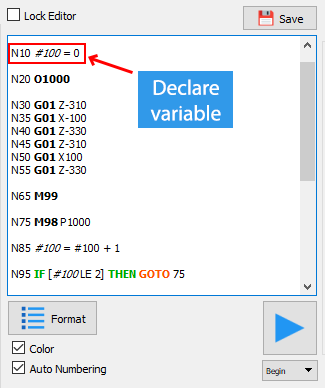 Lock Editor
Save
N10 #100 = 0
N20 O1000
N30 G01 Z-310
N35 G01 X-100
N40 G01 Z-330
N45 G01 Z-310
N50 G01 X100
N55 G01 Z-330
N65 M99
N75 M98 P1000
N85 #100 = #100 + 1
N95 IF [#100 LE 2] THEN GOTO 75
Declare
variable
Format
Color
Auto Numbering
Begin